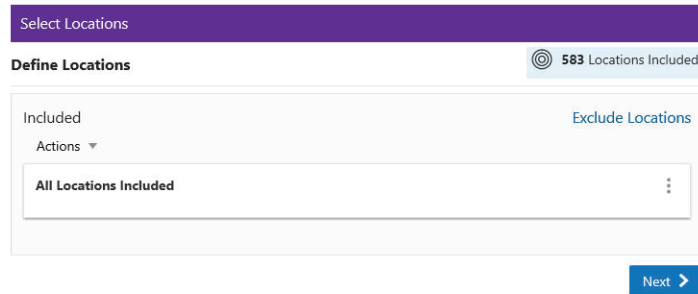 Select Locations
Define Locations
583 Locations Included
Included
Exclude Locations
Actions
All Locations Included
Next